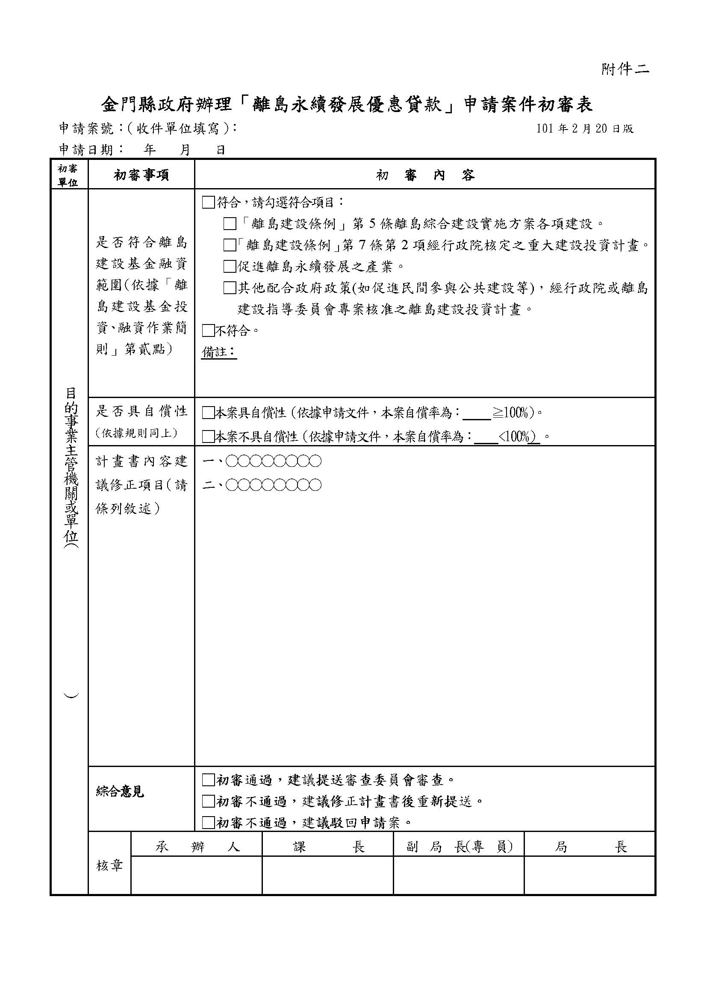 附件二
金門縣政府辦理「離島永續發展優惠貸款」申請案件初審表
申請案號：(收件單位填寫)：
101 年 2 月 20 日版
申請日期：　年　月　日
初審
單位
初審事項
初　審　內　容
目的事業主管機關或單位(　　　)
是否符合離島
建設基金融資
範圍(依據「離
島建設基金投
資、融資作業簡
則」第貳點)
□符合，請勾選符合項目：
□「離島建設條例」第 5 條離島綜合建設實施方案各項建設。
□「離島建設條例」第 7 條第 2 項經行政院核定之重大建設投資計畫。
□促進離島永續發展之產業。
□其他配合政府政策(如促進民間參與公共建設等)，經行政院或離島
建設指導委員會專案核准之離島建設投資計畫。
□不符合。
備註：
是否具自償性
(依據規則同上)
□本案具自償性(依據申請文件，本案自償率為：____≧100%)。
□本案不具自償性(依據申請文件，本案自償率為：____<100%)。
計畫書內容建
議修正項目(請
條列敘述)
一、○○○○○○○○
二、○○○○○○○○
綜合意見
□初審通過，建議提送審查委員會審查。
□初審不通過，建議修正計畫書後重新提送。
□初審不通過，建議駁回申請案。
核章
承　辦　人
課　　　長
副　局　長(專　員)
局　　　長